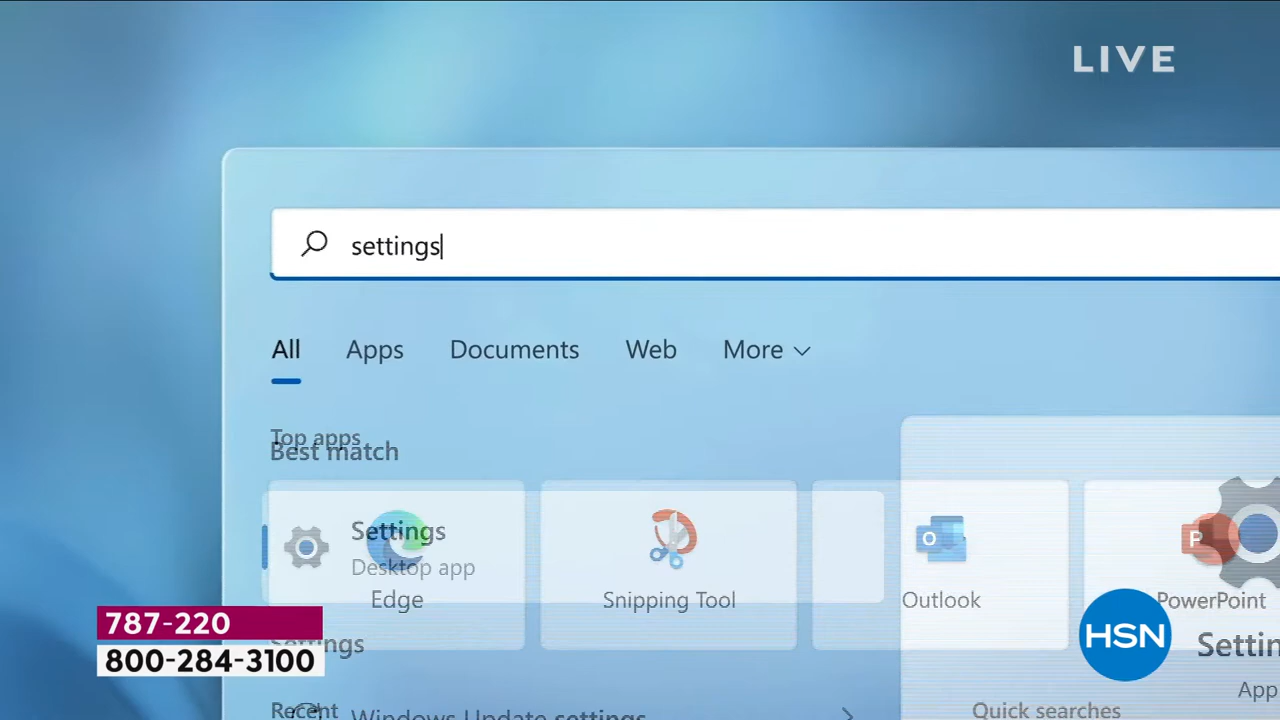 LIVE
settings
All Apps Documents Web More
Top apps
Best match
Settings
Desktop app
Edge
Snipping Tool
Outlook
P
PowerPoint
O
787-220
800-284-3100
HSN
Settings
Settin
App
Recent
Windows Update settings
Quick searches